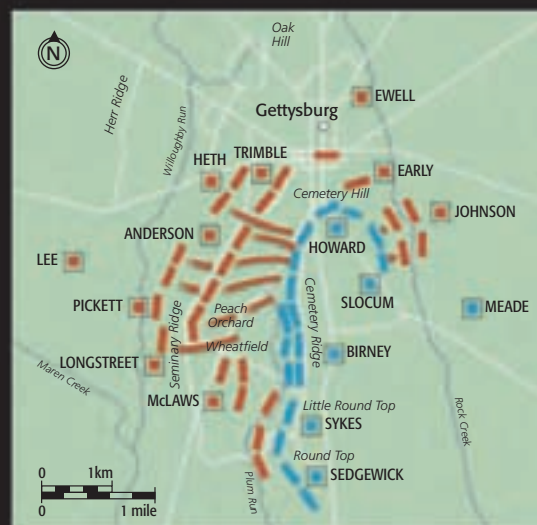 Oak
Hill
N
Herr Ridge
Willoughby Run
Gettysburg
EWELL
HETH
TRIMBLE
EARLY
Cemetery Hill
JOHNSON
ANDERSON
HOWARD
LEE
SLOCUM
MEADE
PICKETT
Peach
Orchard
Cemetery Ridge
Seminary Ridge
Wheatfield
BIRNEY
LONGSTREET
Maren Creek
McLAWS
Little Round Top
SYKES
Rock Creek
Round Top
SEDGEWICK
Plum Run
0 1km
0 1 mile